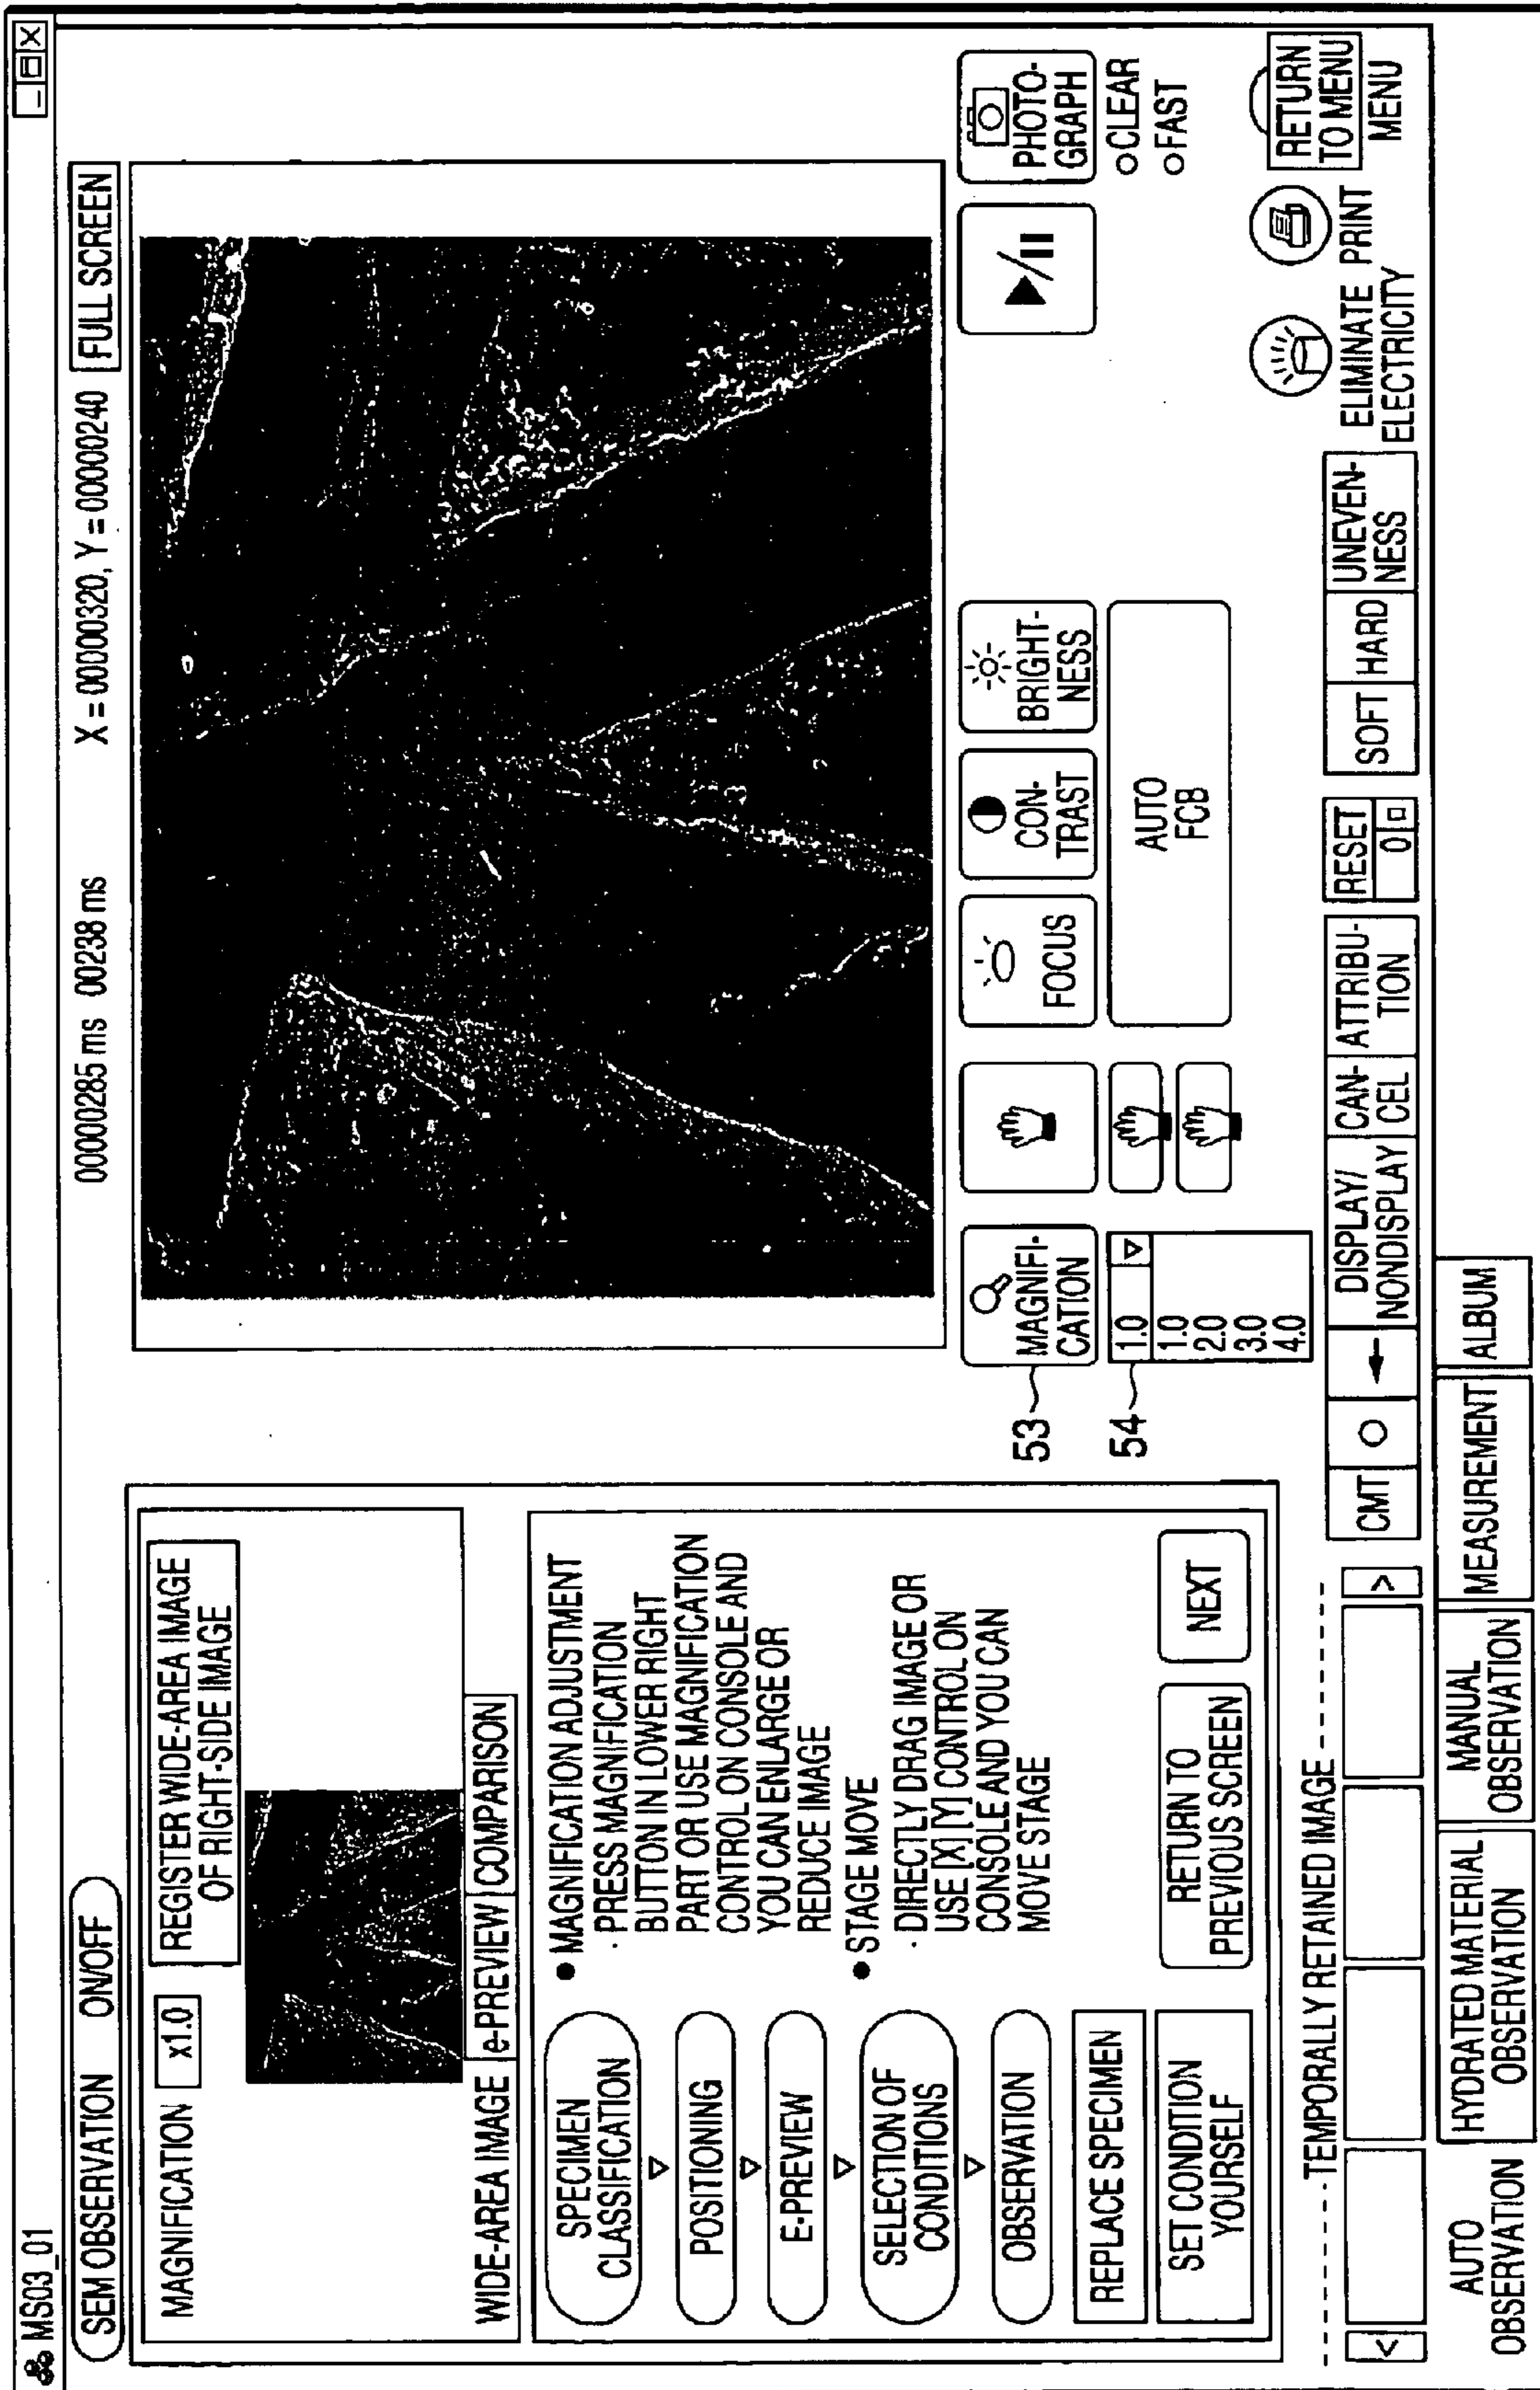 MS03_01
SEM OBSERVATION ON/OFF
0000285 ms 00238 ms
X = 00000320, Y = 00000240
FULL SCREEN
MAGNIFICATION
x1.0
REGISTER WIDE-AREA IMAGE
OF RIGHT-SIDE IMAGE
WIDE-AREA IMAGE
e-PREVIEW
COMPARISON
SPECIMEN
CLASSIFICATION
POSITIONING
E-PREVIEW
SELECTION OF
CONDITIONS
OBSERVATION
REPLACE SPECIMEN
SET CONDITION
YOURSELF
● MAGNIFICATION ADJUSTMENT
· PRESS MAGNIFICATION
BUTTON IN LOWER RIGHT
PART OR USE MAGNIFICATION
CONTROL ON CONSOLE AND
YOU CAN ENLARGE OR
REDUCE IMAGE
● STAGE MOVE
· DIRECTLY DRAG IMAGE OR
USE [X] [Y] CONTROL ON
CONSOLE AND YOU CAN
MOVE STAGE
RETURN TO
PREVIOUS SCREEN
NEXT
53
MAGNIFI-
CATION
54
1.0
1.0
2.0
3.0
4.0
FOCUS
CON-
TRAST
BRIGHT-
NESS
AUTO
FCB
PHOTO-
GRAPH
CLEAR
FAST
TEMPORALLY RETAINED IMAGE
<
>
CMT
DISPLAY/
NONDISPLAY
CAN-
CEL
ATTRIBU-
TION
RESET
0
SOFT
HARD
UNEVEN-
NESS
ELIMINATE
ELECTRICITY
PRINT
RETURN
TO MENU
MENU
AUTO
OBSERVATION
HYDRATED MATERIAL
OBSERVATION
MANUAL
OBSERVATION
MEASUREMENT
ALBUM